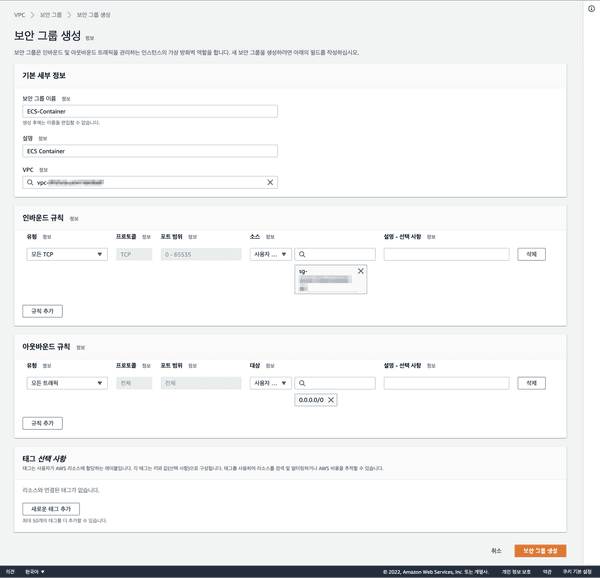 VPC > 보안 그룹 > 보안 그룹 생성
보안 그룹 생성 정보
보안 그룹은 인바운드 및 아웃바운드 트래픽을 관리하는 인스턴스의 가상 방화벽 역할을 합니다. 새 보안 그룹을 생성하려면 아래의 필드를 작성하십시오.
기본 세부 정보
보안 그룹 이름 정보
ECS-Container
생성 후에는 이름을 편집할 수 없습니다.
설명 정보
ECS Container
VPC 정보
vpc-
인바운드 규칙 정보
유형 정보 프로토콜 정보 포트 범위 정보 소스 정보 설명 - 선택 사항 정보
모든 TCP TCP 0 - 65535 사용자 ... 삭제
sg-
규칙 추가
아웃바운드 규칙 정보
유형 정보 프로토콜 정보 포트 범위 정보 대상 정보 설명 - 선택 사항 정보
모든 트래픽 전체 전체 사용자 ... 삭제
0.0.0.0/0
규칙 추가
태그 선택 사항
태그는 사용자가 AWS 리소스에 할당하는 레이블입니다. 각 태그는 키와 값(선택 사항)으로 구성됩니다. 태그를 사용하여 리소스를 검색 및 필터링하거나 AWS 비용을 추적할 수 있습니다.
리소스와 연결된 태그가 없습니다.
새로운 태그 추가
최대 50개의 태그를 더 추가할 수 있습니다.
취소 보안 그룹 생성
의견 한국어 © 2022, Amazon Web Services, Inc. 또는 계열사. 개인 정보 보호 약관 쿠키 기본 설정